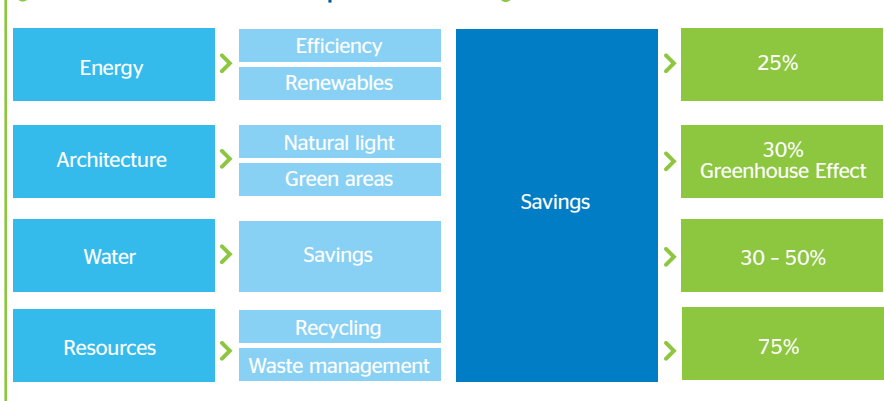 Energy
Efficiency
Renewables
25%
Architecture
Natural light
Green areas
30%
Greenhouse Effect
Savings
Water
Savings
30 - 50%
Resources
Recycling
Waste management
75%